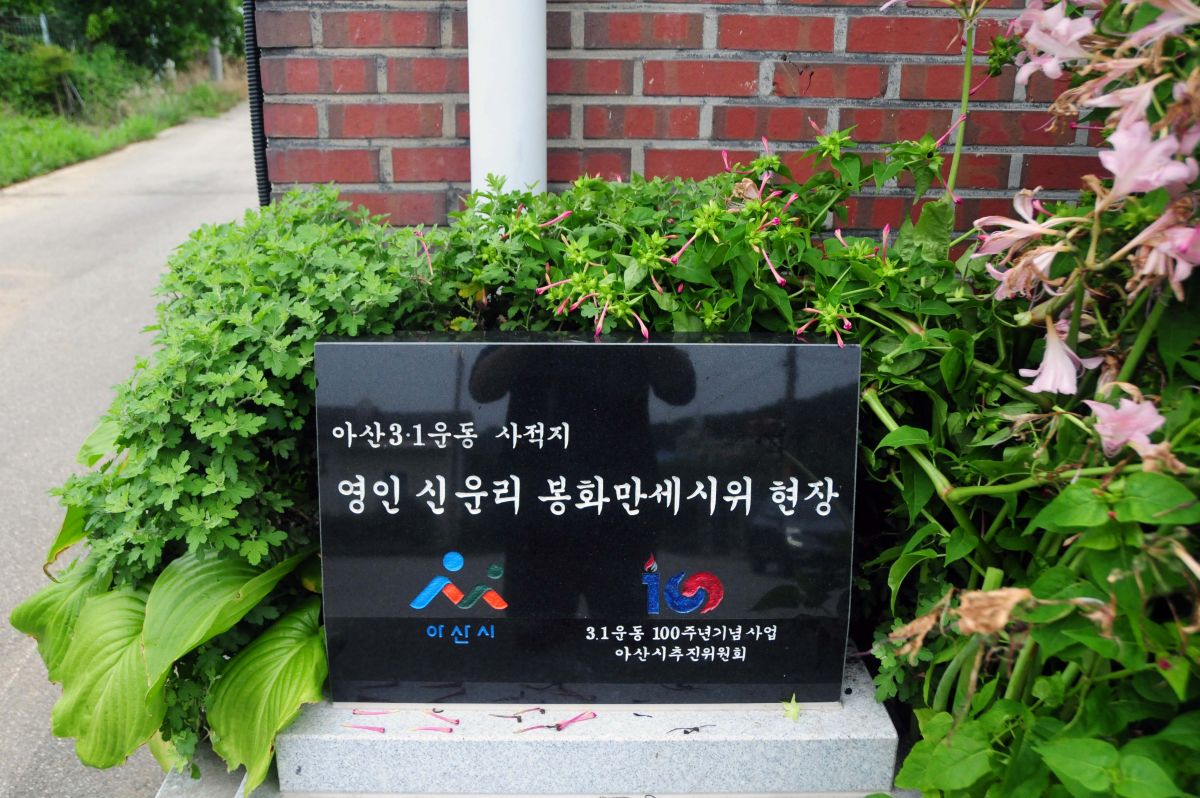 아산3·1운동 사적지
영인 신운리 봉화만세시위 현장
아산시
100
3.1운동 100주년기념사업
아산시추진위원회